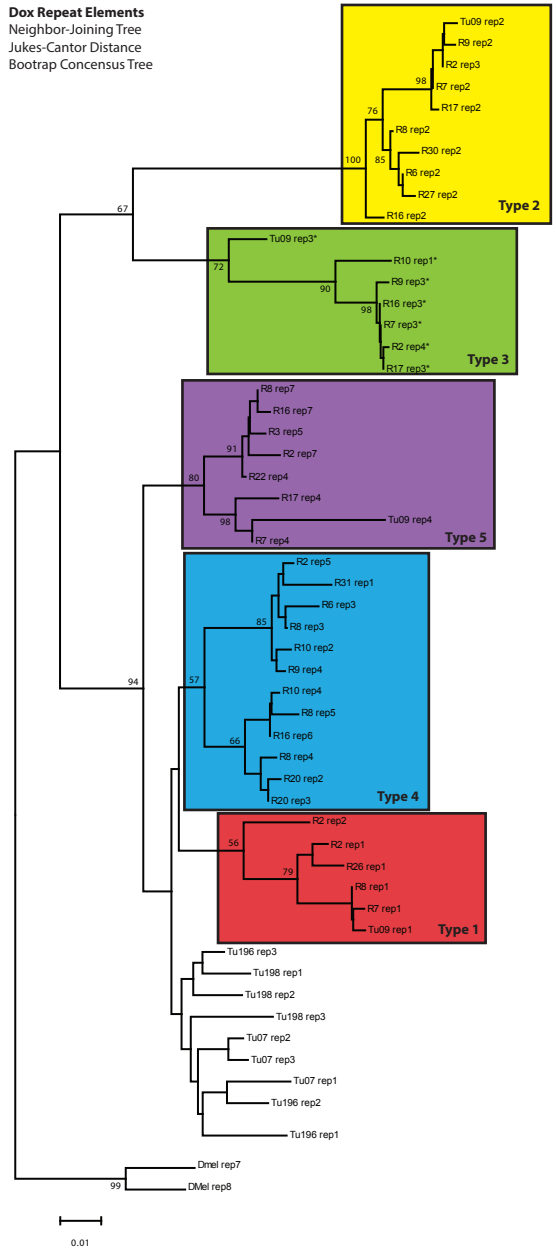 Dox Repeat Elements
Neighbor-Joining Tree
Jukes-Cantor Distance
Bootrap Concensus Tree
Tu09 rep2
R9 rep2
R2 rep3
98
R7 rep2
R17 rep2
76
R8 rep2
R30 rep2
100
85
R6 rep2
R27 rep2
Type 2
R16 rep2
67
Tu09 rep3*
72
R10 rep1*
90
R9 rep3*
98
R16 rep3*
R7 rep3*
R2 rep4*
Type 3
R17 rep3*
R8 rep7
R16 rep7
R3 rep5
91
R2 rep7
80
R22 rep4
R17 rep4
98
Tu09 rep4
R7 rep4
Type 5
R2 rep5
R31 rep1
R6 rep3
85
R8 rep3
R10 rep2
R9 rep4
94
57
R10 rep4
R8 rep5
66
R16 rep6
R8 rep4
R20 rep2
R20 rep3
Type 4
R2 rep2
56
R2 rep1
R26 rep1
79
R8 rep1
R7 rep1
Tu09 rep1
Type 1
Tu196 rep3
Tu198 rep1
Tu198 rep2
Tu198 rep3
Tu07 rep2
Tu07 rep3
Tu07 rep1
Tu196 rep2
Tu196 rep1
Dmel rep7
99
DMel rep8
0.01